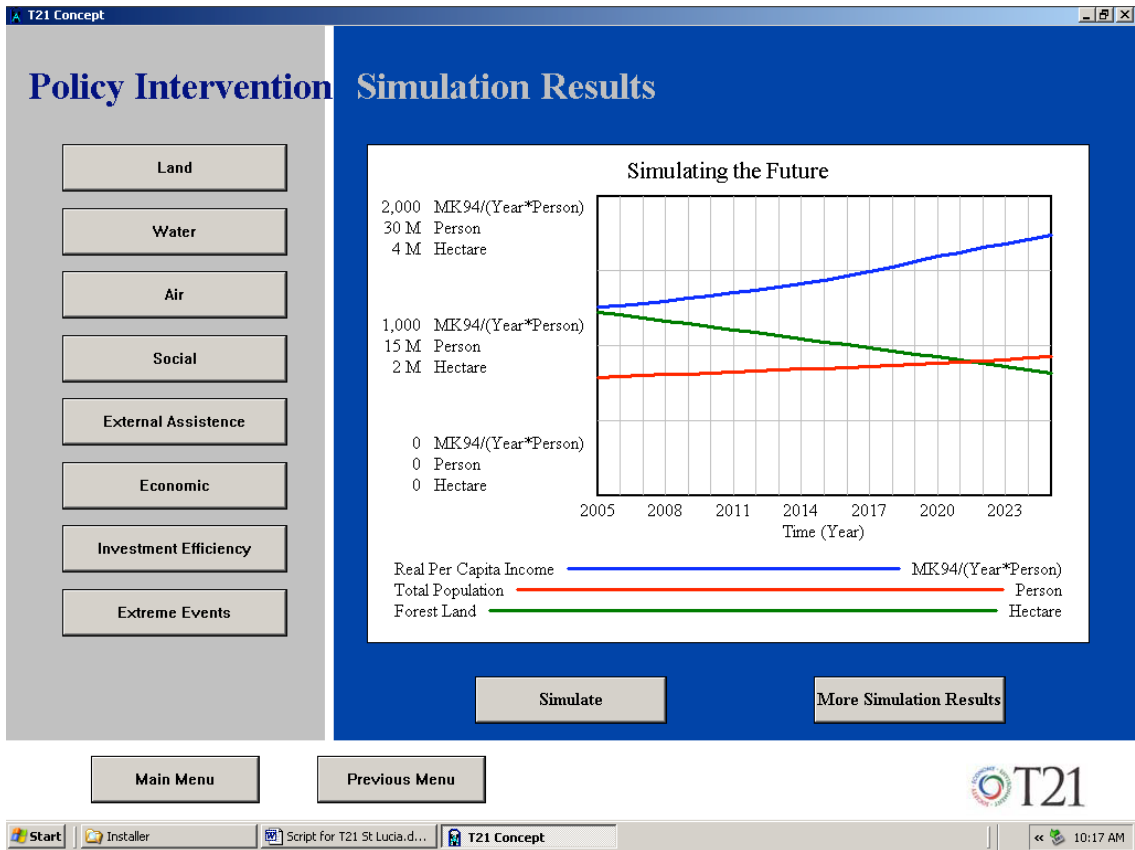 T21 Concept
Policy Intervention
Simulation Results
Land
Water
Air
Social
External Assistence
Economic
Investment Efficiency
Extreme Events
Simulating the Future
2,000 MK94/(Year*Person)
30 M Person
4 M Hectare
1,000 MK94/(Year*Person)
15 M Person
2 M Hectare
0 MK94/(Year*Person)
0 Person
0 Hectare
2005 2008 2011 2014 2017 2020 2023
Time (Year)
Real Per Capita Income MK94/(Year*Person)
Total Population Person
Forest Land Hectare
Simulate
More Simulation Results
Main Menu
Previous Menu
T21
Start
Installer
Script for T21 St Lucia.d...
T21 Concept
« 10:17 AM